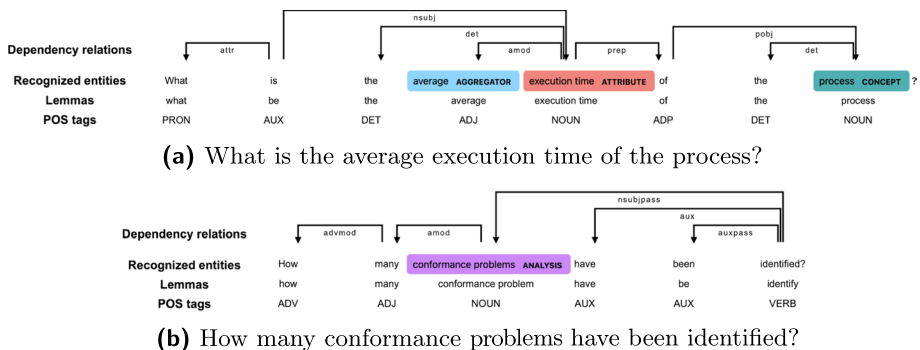 nsubj
det
pobj
Dependency relations
attr
amod
prep
det
Recognized entities What is the average AGGREGATOR execution time ATTRIBUTE of the process CONCEPT ?
Lemmas what be the average execution time of the process
POS tags PRON AUX DET ADJ NOUN ADP DET NOUN
(a) What is the average execution time of the process?
nsubjpass
aux
Dependency relations
advmod
amod
auxpass
Recognized entities How many conformance problems ANALYSIS have been identified?
Lemmas how many conformance problem have be identify
POS tags ADV ADJ NOUN AUX AUX VERB
(b) How many conformance problems have been identified?